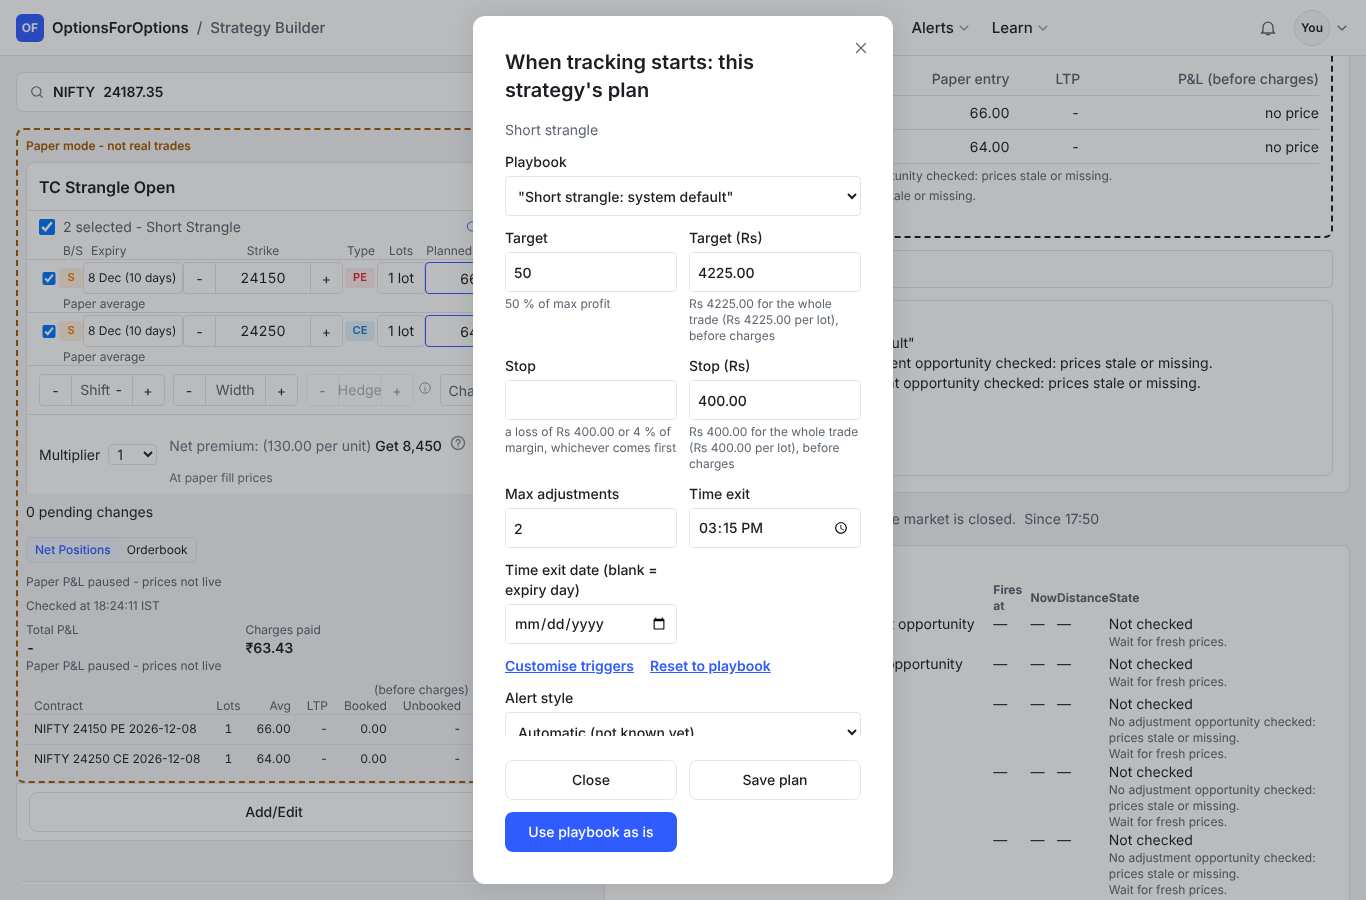 OF OptionsForOptions / Strategy Builder
Alerts Learn
You
NIFTY 24187.35
Paper mode - not real trades
TC Strangle Open
2 selected - Short Strangle
B/S Expiry Strike Type Lots Planned
S 8 Dec (10 days) - 24150 + PE 1 lot
Paper average
S 8 Dec (10 days) - 24250 + CE 1 lot
Paper average
- Shift - + - Width + - Hedge +
Multiplier 1 Net premium: (130.00 per unit) Get 8,450
At paper fill prices
0 pending changes
Net Positions Orderbook
Paper P&L paused - prices not live
Checked at 18:24:11 IST
Total P&L Charges paid
- ₹63.43
Paper P&L paused - prices not live
(before charges)
Contract Lots Avg LTP Booked Unbooked
NIFTY 24150 PE 2026-12-08 1 66.00 - 0.00 -
NIFTY 24250 CE 2026-12-08 1 64.00 - 0.00 -
Add/Edit
When tracking starts: this
strategy's plan
Short strangle
Playbook
"Short strangle: system default"
Target Target (Rs)
50 4225.00
50 % of max profit
Rs 4225.00 for the whole
trade (Rs 4225.00 per lot),
before charges
Stop Stop (Rs)
400.00
a loss of Rs 400.00 or 4 % of
margin, whichever comes first
Rs 400.00 for the whole trade
(Rs 400.00 per lot), before
charges
Max adjustments Time exit
2 03:15 PM
Time exit date (blank =
expiry day)
mm/dd/yyyy
Customise triggers Reset to playbook
Alert style
Automatic (not known yet)
Close Save plan
Use playbook as is
Paper entry LTP P&L (before charges)
66.00 - no price
64.00 - no price
unity checked: prices stale or missing.
ale or missing.
ult"
nt opportunity checked: prices stale or missing.
t opportunity checked: prices stale or missing.
e market is closed. Since 17:50
Fires
at Now Distance State
opportunity — — — Not checked
Wait for fresh prices.
opportunity — — — Not checked
Wait for fresh prices.
— — — Not checked
No adjustment opportunity checked:
prices stale or missing.
Wait for fresh prices.
— — — Not checked
No adjustment opportunity checked:
prices stale or missing.
Wait for fresh prices.
— — — Not checked
No adjustment opportunity checked:
prices stale or missing.
Wait for fresh prices.